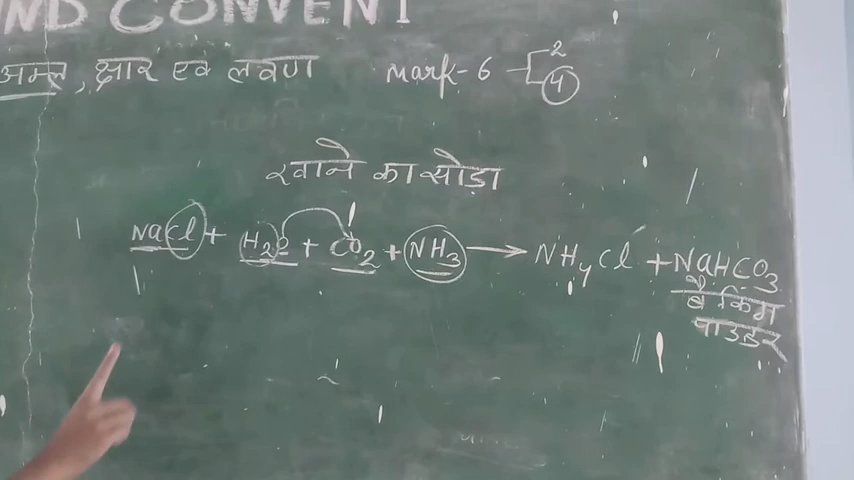 ND CONVENT
अम्ल, क्षार एवं लवण mark-6 2
4
खाने का सोडा
NaCl + H2O + CO2 + NH3 → NH4Cl + NaHCO3
बेकिंग
पाउडर